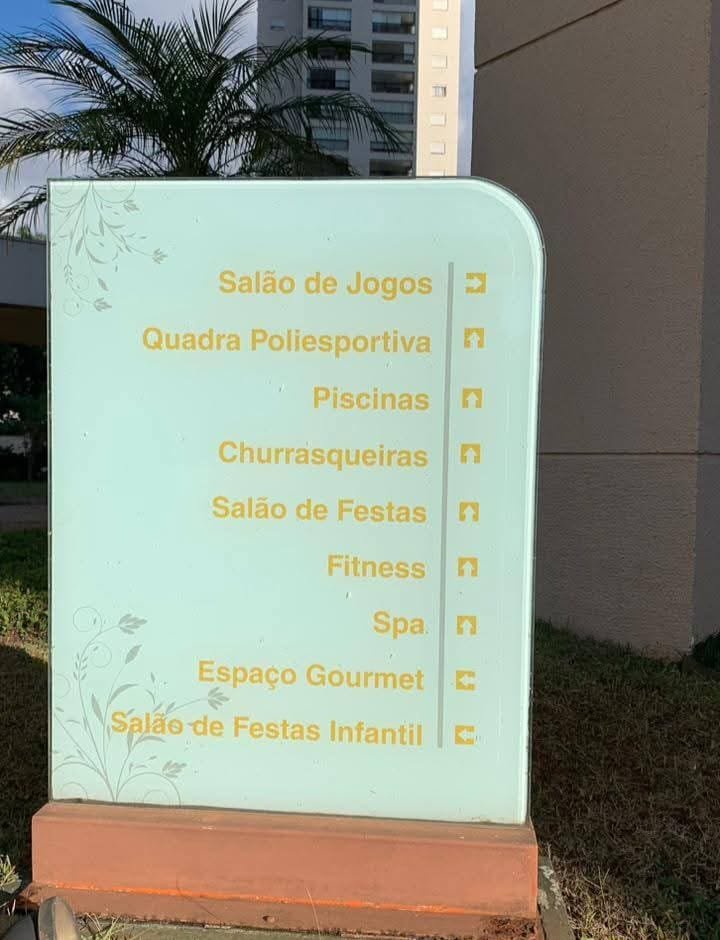 Salão de Jogos
Quadra Poliesportiva
Piscinas
Churrasqueiras
Salão de Festas
Fitness
Spa
Espaço Gourmet
Salão de Festas Infantil